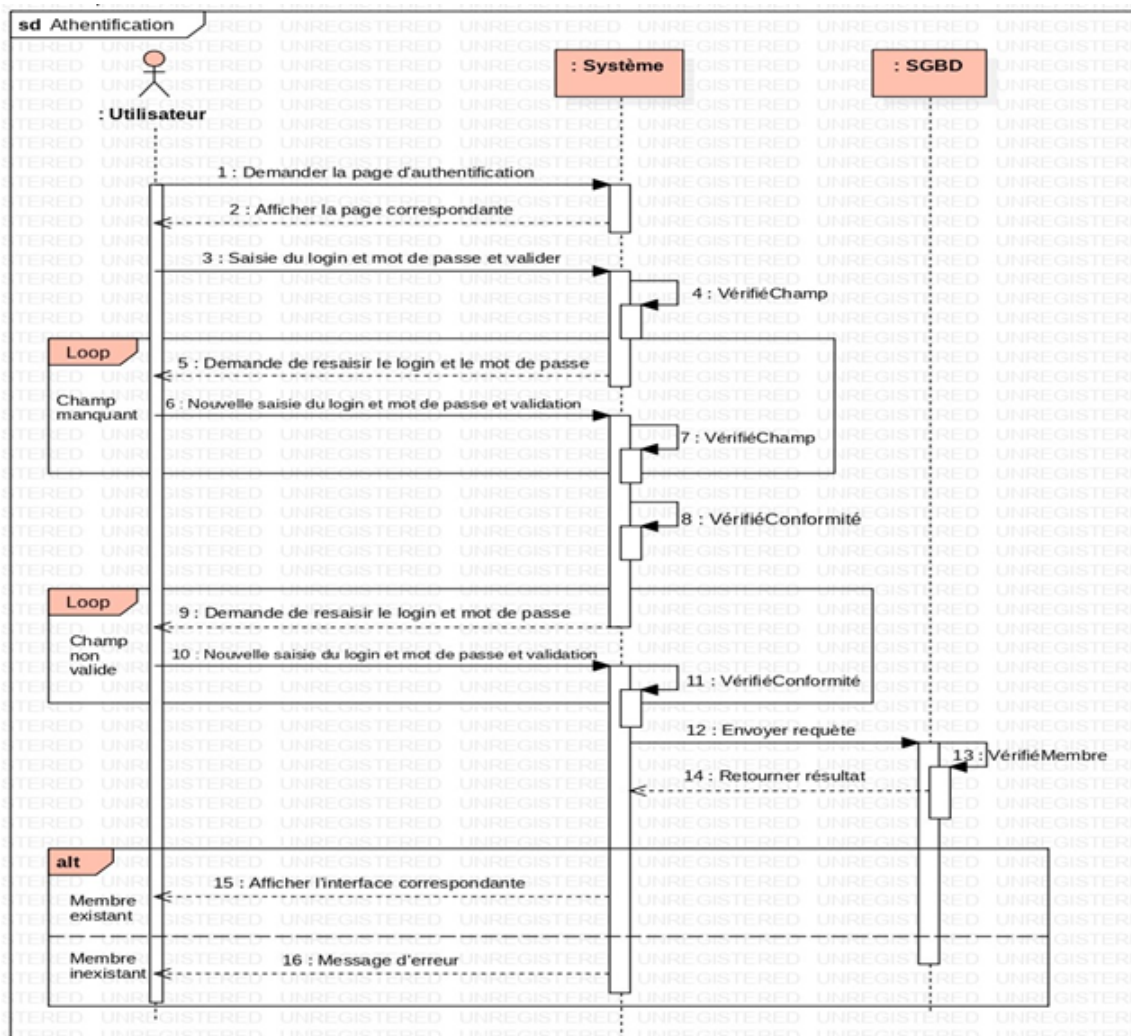 sd Athentification
: Utilisateur
: Système
: SGBD
1 : Demander la page d'authentification
2 : Afficher la page correspondante
3 : Saisie du login et mot de passe et valider
4 : VérifiéChamp
Loop
5 : Demande de resaisir le login et le mot de passe
Champ
manquant
6 : Nouvelle saisie du login et mot de passe et validation
7 : VérifiéChamp
8 : VérifiéConformité
Loop
9 : Demande de resaisir le login et mot de passe
Champ
non
valide
10 : Nouvelle saisie du login et mot de passe et validation
11 : VérifiéConformité
12 : Envoyer requête
13 : VérifiéMembre
14 : Retourner résultat
alt
15 : Afficher l'interface correspondante
Membre
existant
Membre
inexistant
16 : Message d'erreur
UNREGISTERED